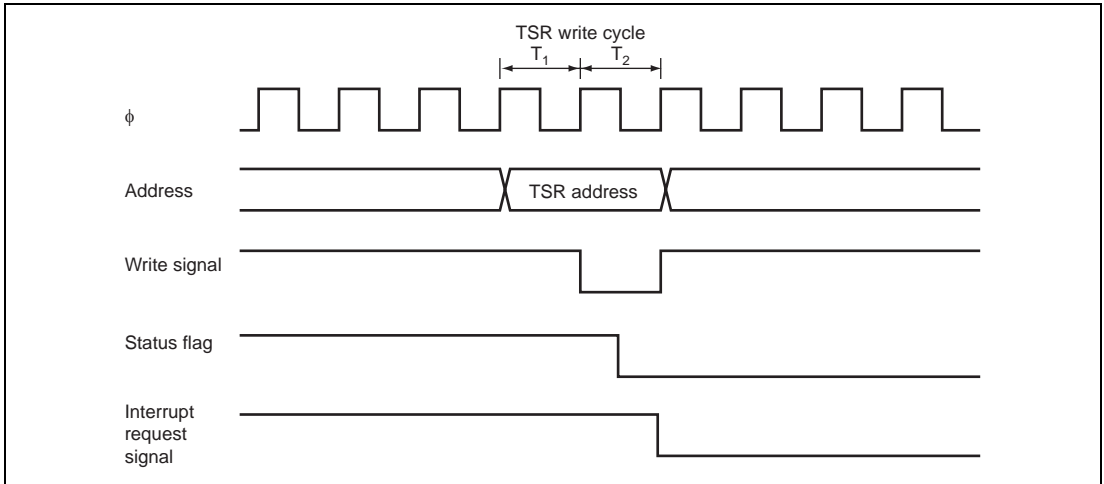 TSR write cycle
T1 T2
ϕ
Address
TSR address
Write signal
Status flag
Interrupt
request
signal